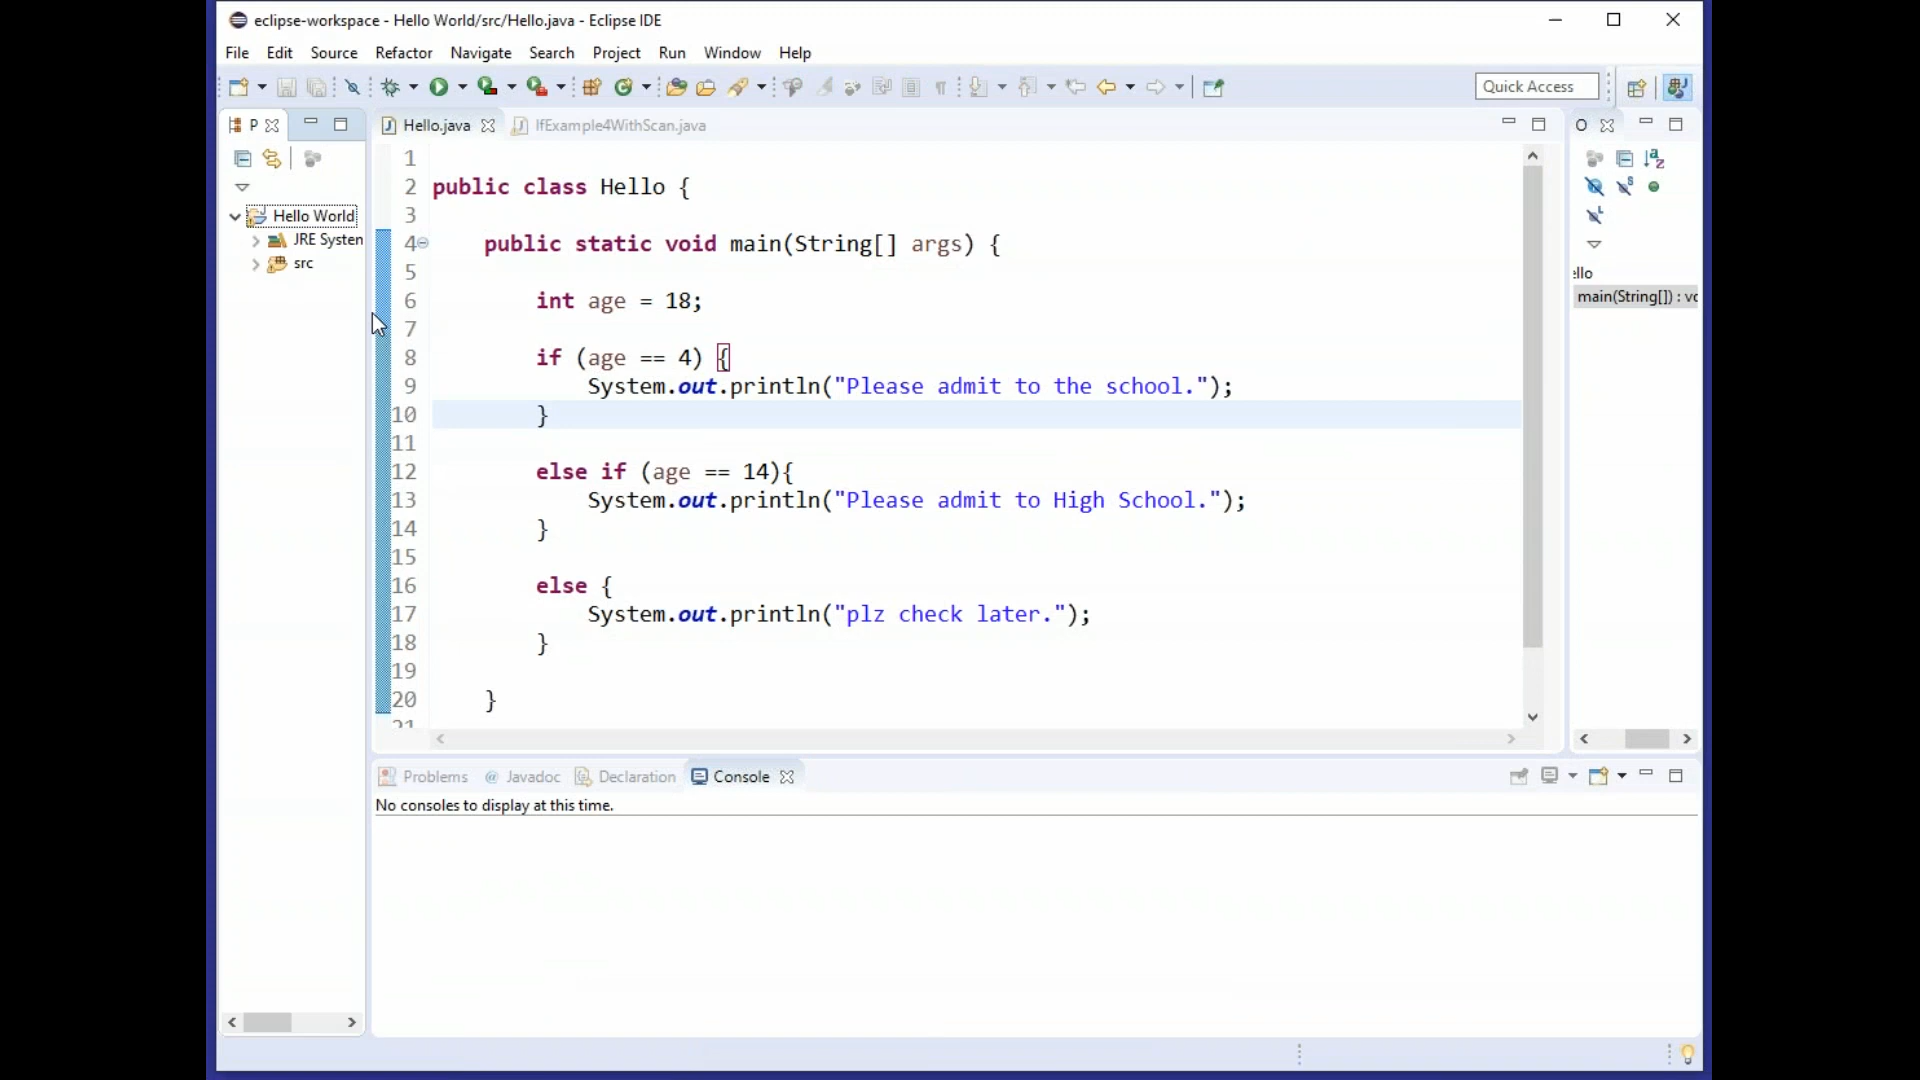 eclipse-workspace - Hello World/src/Hello.java - Eclipse IDE
File Edit Source Refactor Navigate Search Project Run Window Help
Quick Access
P
Hello.java
IfExample4WithScan.java
O
Hello World
JRE System
src
ello
main(String[]) : vo
1
2 public class Hello {
3
4 public static void main(String[] args) {
5
6 int age = 18;
7
8 if (age == 4) {
9 System.out.println("Please admit to the school.");
10 }
11
12 else if (age == 14){
13 System.out.println("Please admit to High School.");
14 }
15
16 else {
17 System.out.println("plz check later.");
18 }
19
20 }
21
Problems Javadoc Declaration Console
No consoles to display at this time.